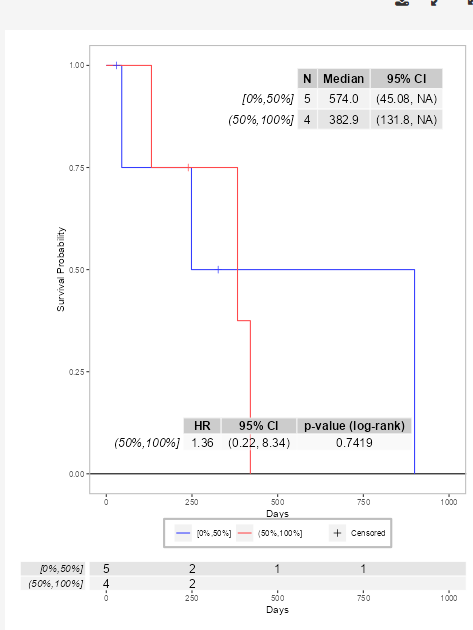 1.00
N Median 95% CI
[0%,50%] 5 574.0 (45.08, NA)
(50%,100%] 4 382.9 (131.8, NA)
0.75
Survival Probability
0.50
0.25
HR 95% CI p-value (log-rank)
(50%,100%] 1.36 (0.22, 8.34) 0.7419
0.00
0 250 500 750 1000
Days
[0%,50%] (50%,100%] Censored
[0%,50%] 5 2 1 1
(50%,100%] 4 2
0 250 500 750 1000
Days